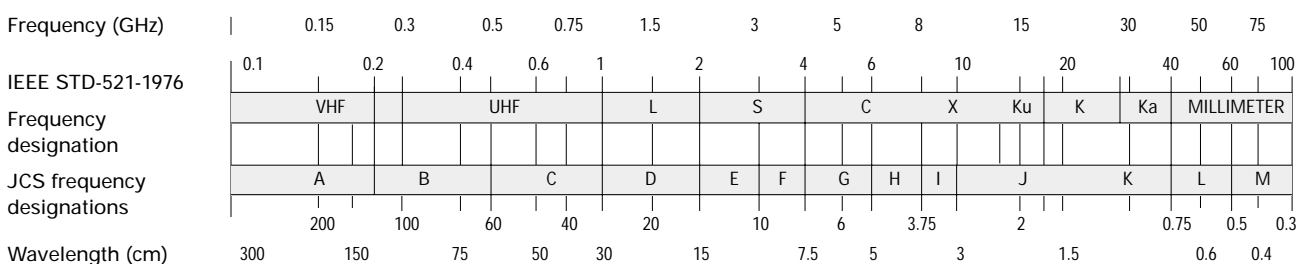 Frequency (GHz) 0.15 0.3 0.5 0.75 1.5 3 5 8 15 30 50 75
IEEE STD-521-1976 0.1 0.2 0.4 0.6 1 2 4 6 10 20 40 60 100
Frequency designation VHF UHF L S C X Ku K Ka MILLIMETER
JCS frequency designations A B C D E F G H I J K L M
200 100 60 40 20 10 6 3.75 2 0.75 0.5 0.3
Wavelength (cm) 300 150 75 50 30 15 7.5 5 3 1.5 0.6 0.4